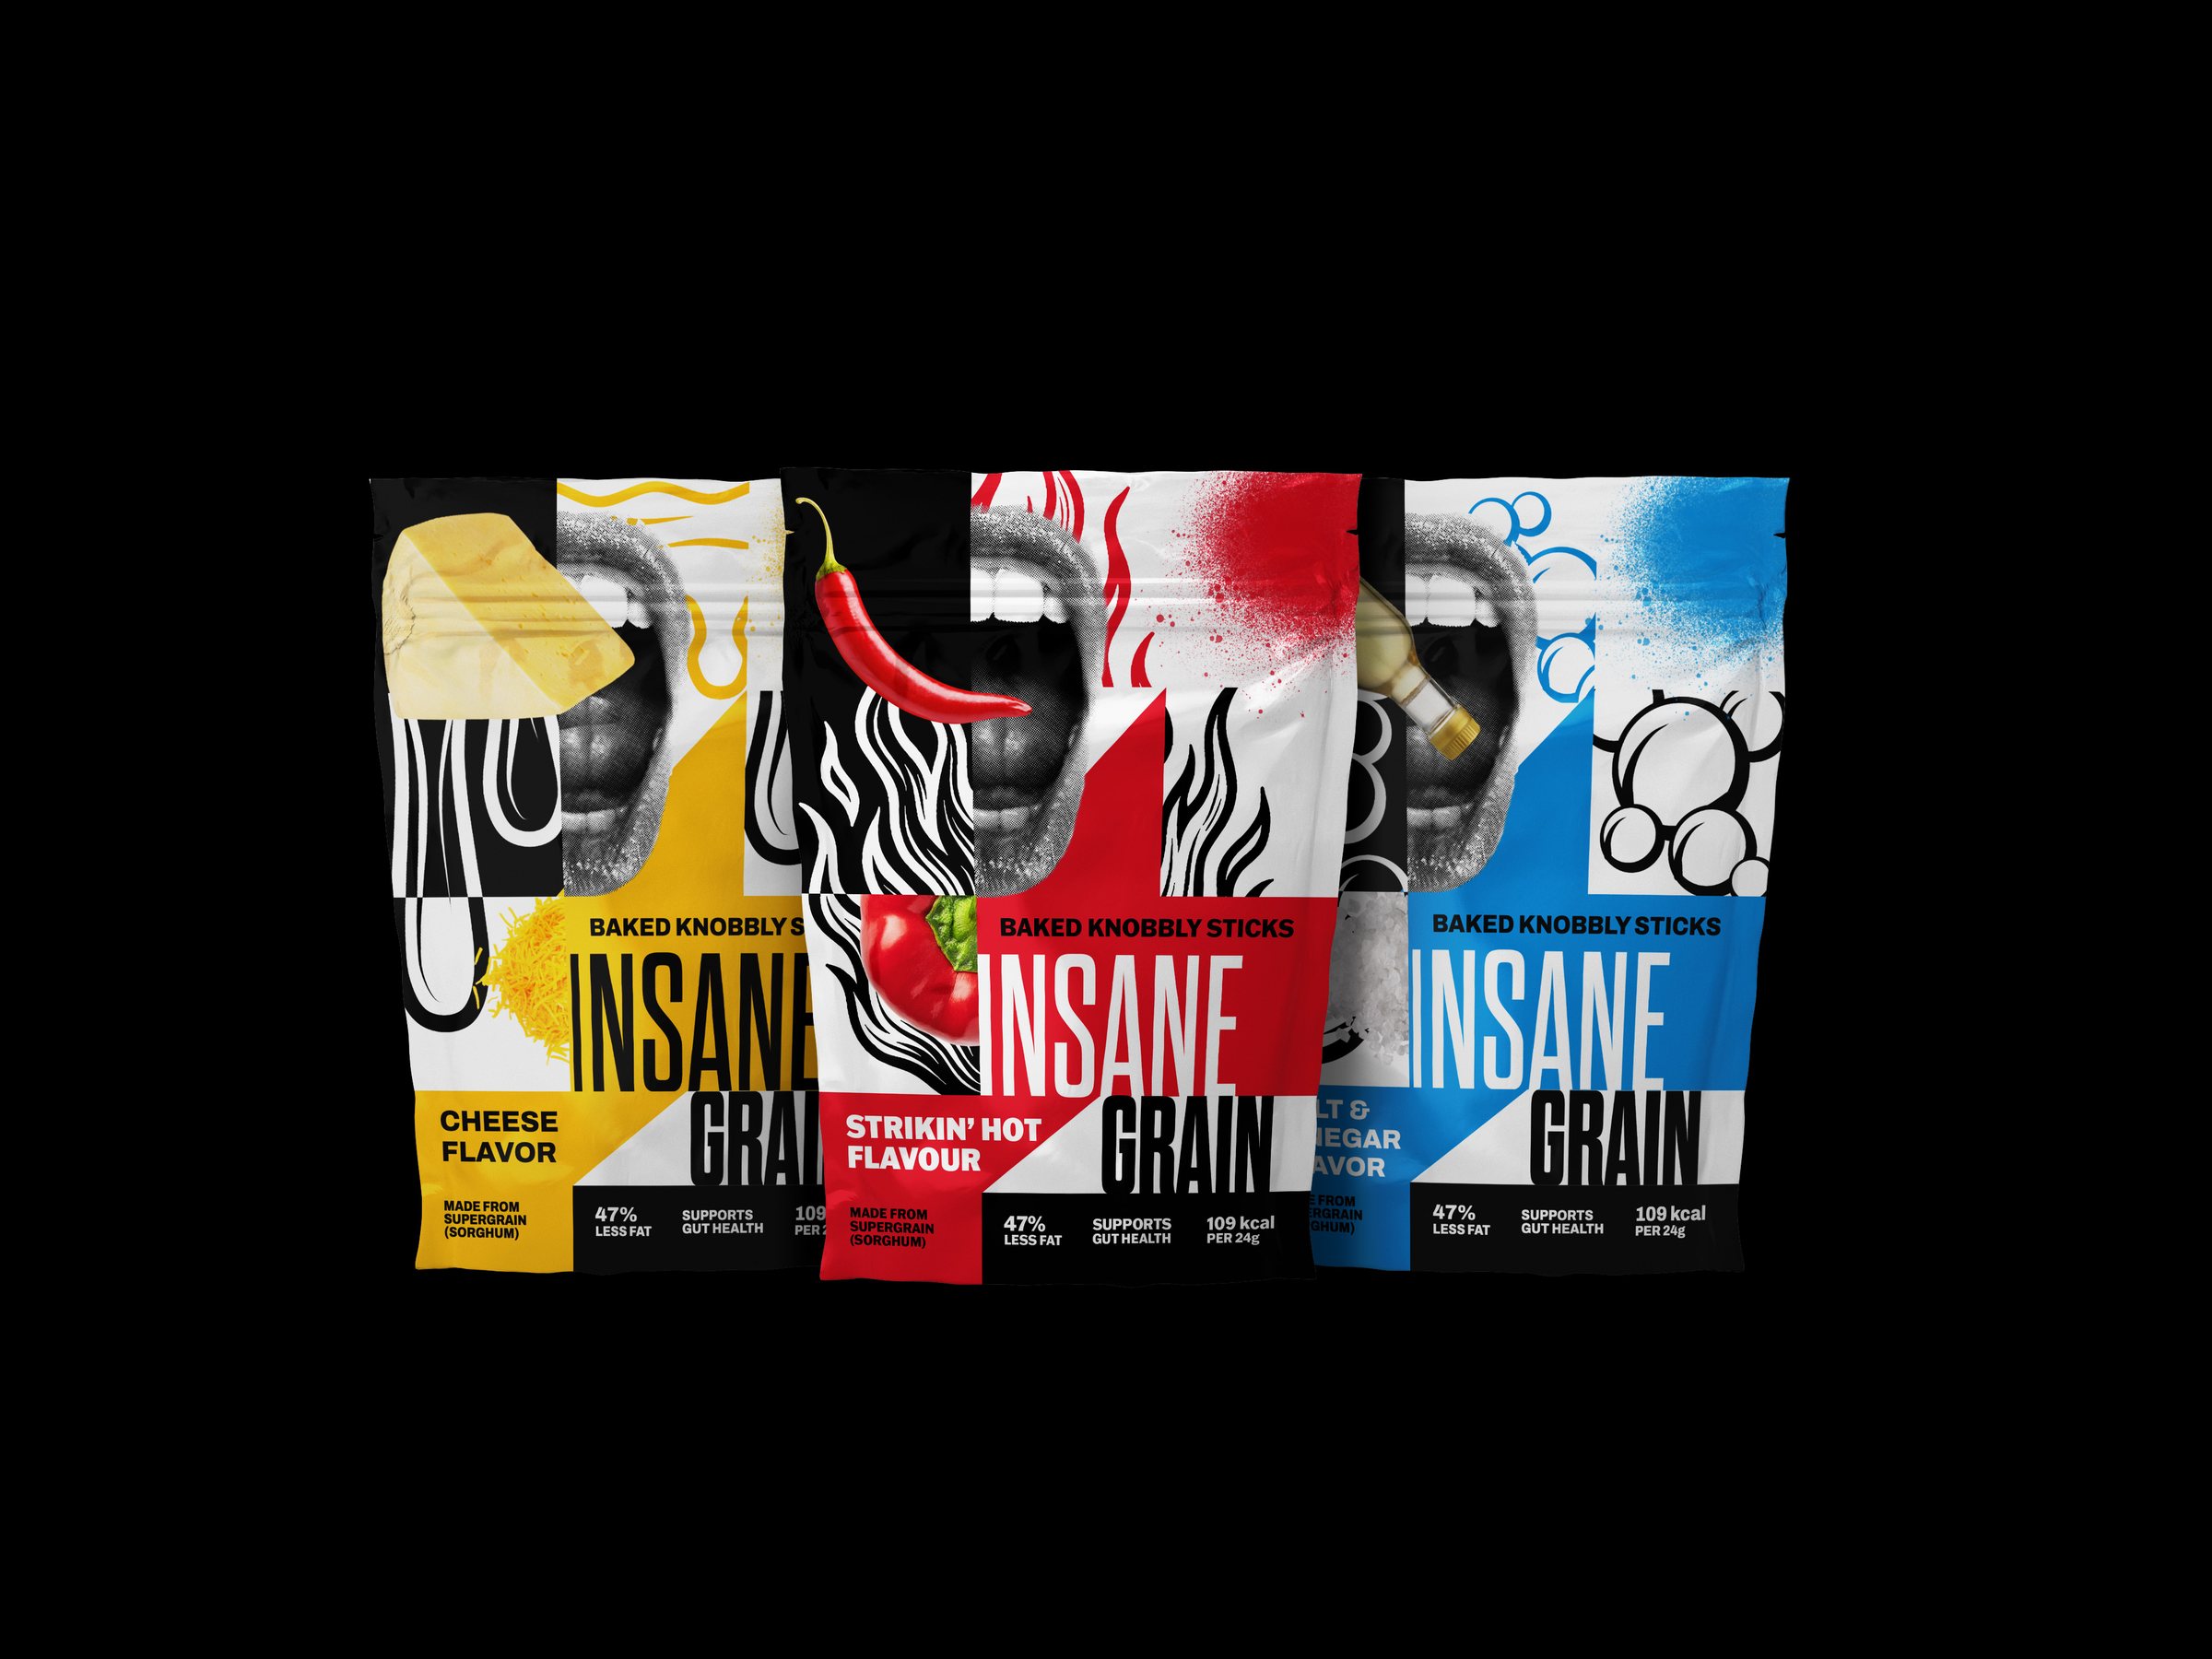 BAKED KNOBBLY
INSANE
CHEESE
FLAVOR
MADE FROM
SUPERGRAIN
(SORGHUM)
47%
LESS FAT
SUPPORTS
GUT HEALTH
109
BAKED KNOBBLY STICKS
INSANE
GRAIN
STRIKIN' HOT
FLAVOUR
MADE FROM
SUPERGRAIN
(SORGHUM)
47%
LESS FAT
SUPPORTS
GUT HEALTH
109 kcal
PER 24g
BAKED KNOBBLY STICKS
INSANE
GRAIN
&
FROM
47%
LESS FAT
SUPPORTS
GUT HEALTH
109 kcal
PER 24g